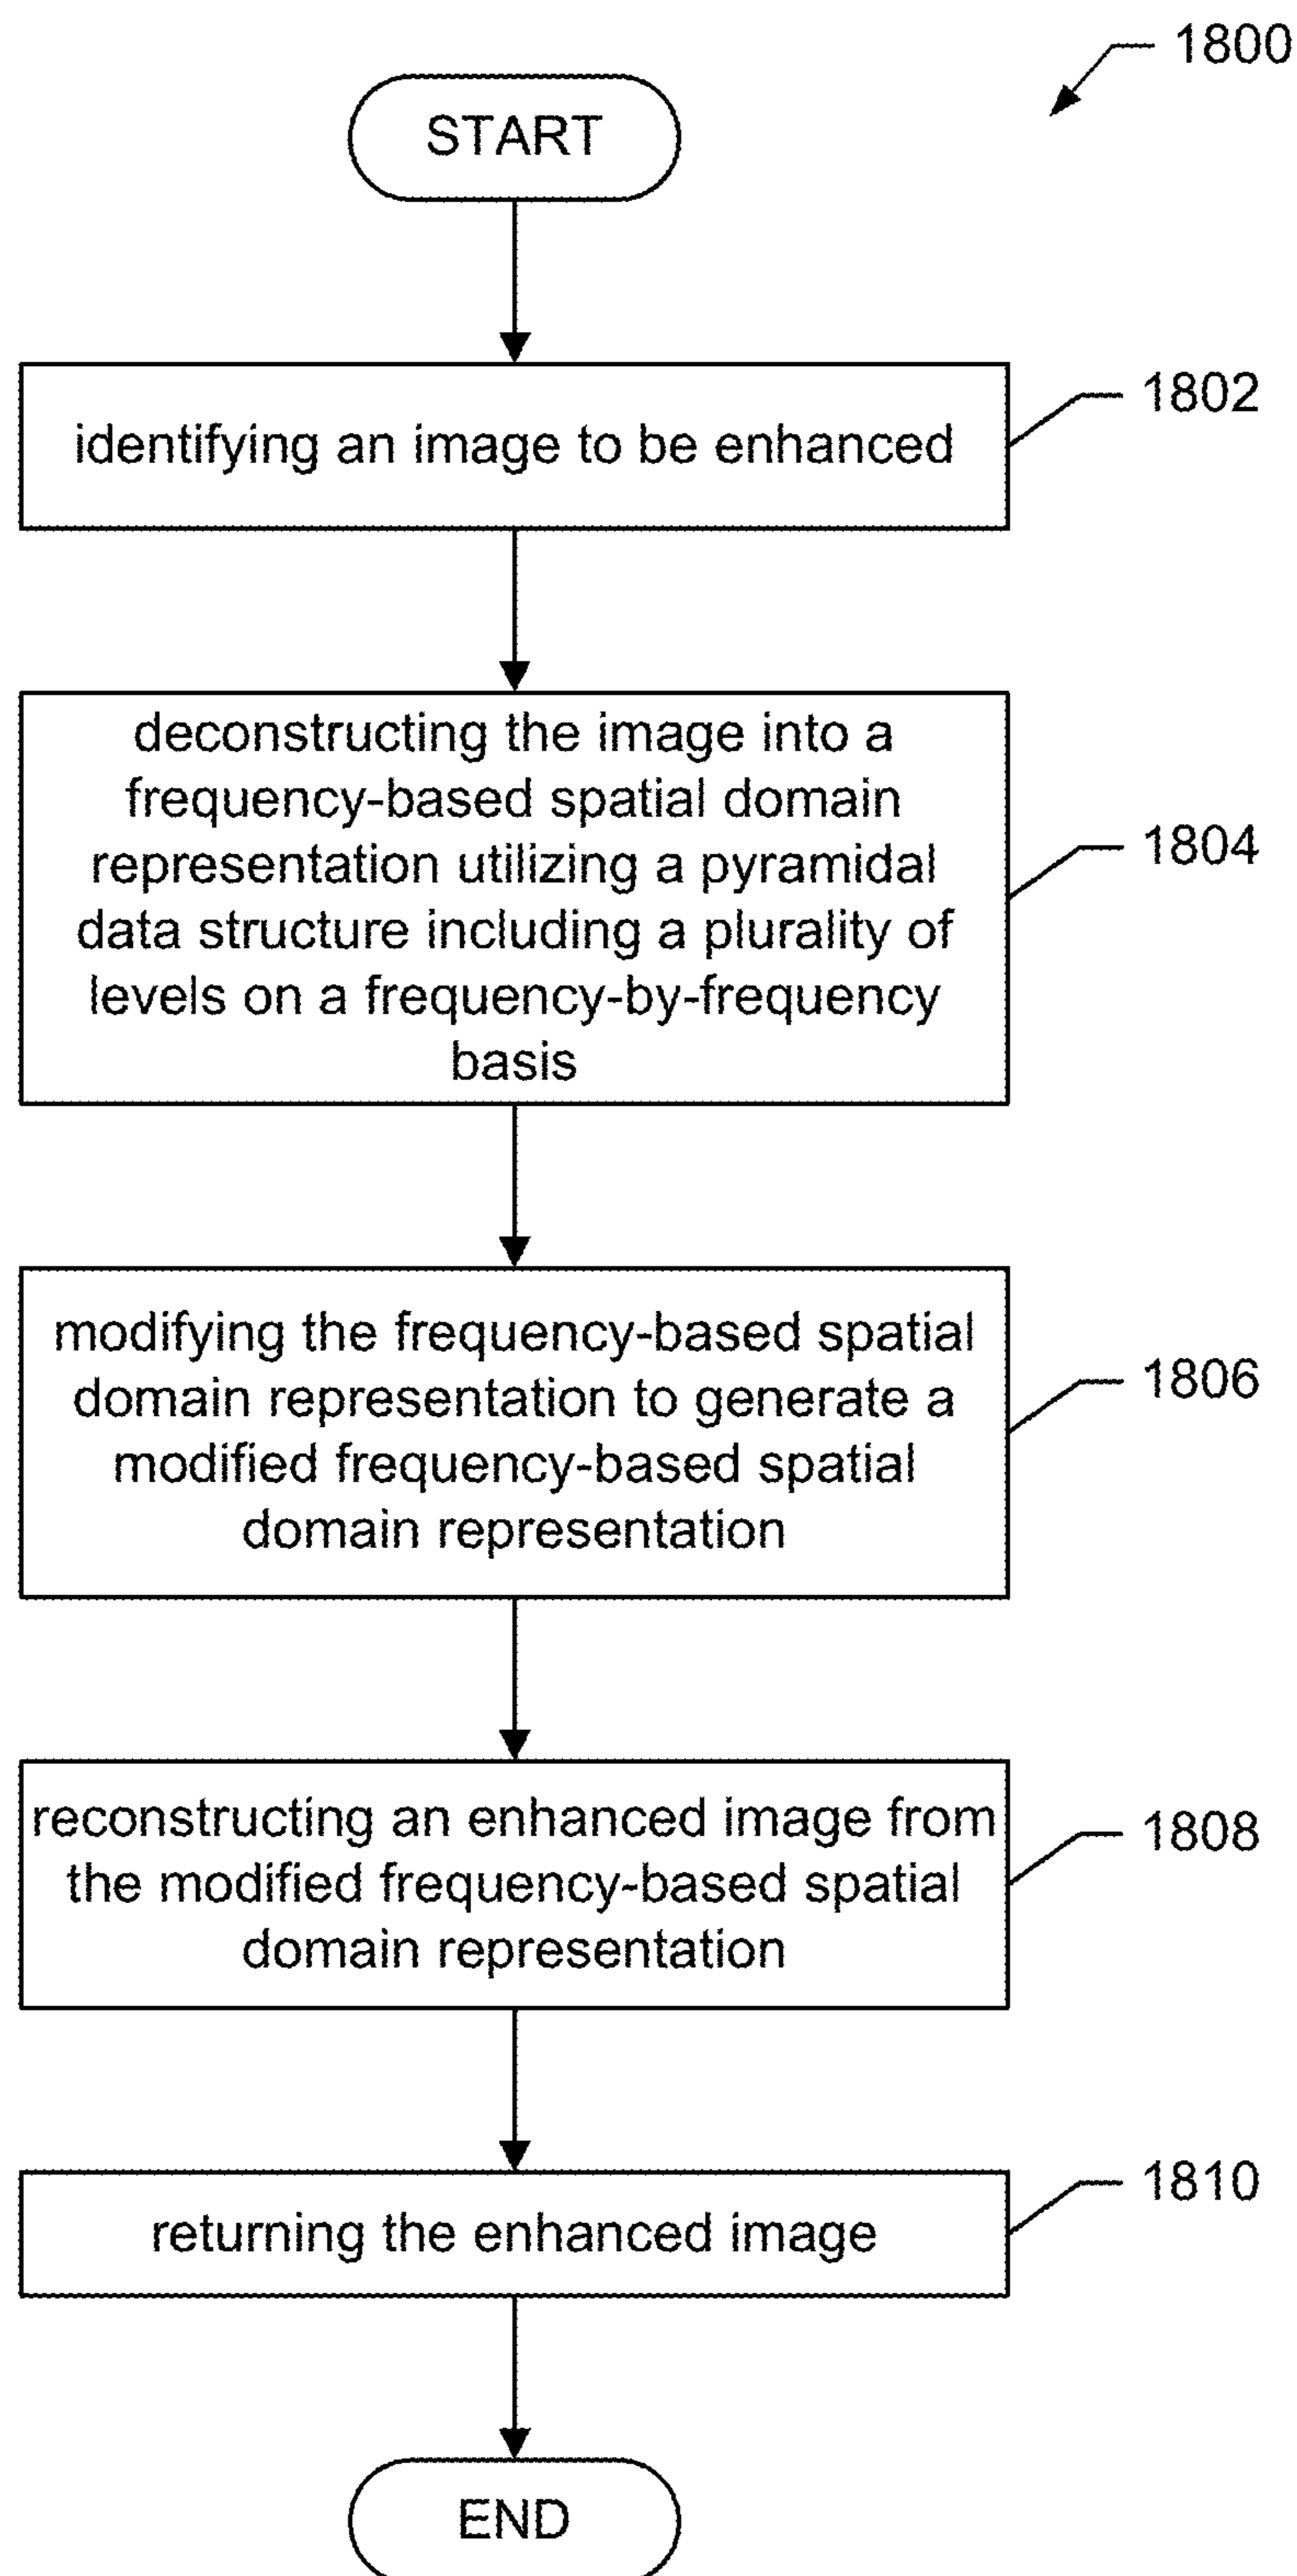 1800
START
identifying an image to be enhanced
1802
deconstructing the image into a
frequency-based spatial domain
representation utilizing a pyramidal
data structure including a plurality of
levels on a frequency-by-frequency
basis
1804
modifying the frequency-based spatial
domain representation to generate a
modified frequency-based spatial
domain representation
1806
reconstructing an enhanced image from
the modified frequency-based spatial
domain representation
1808
returning the enhanced image
1810
END